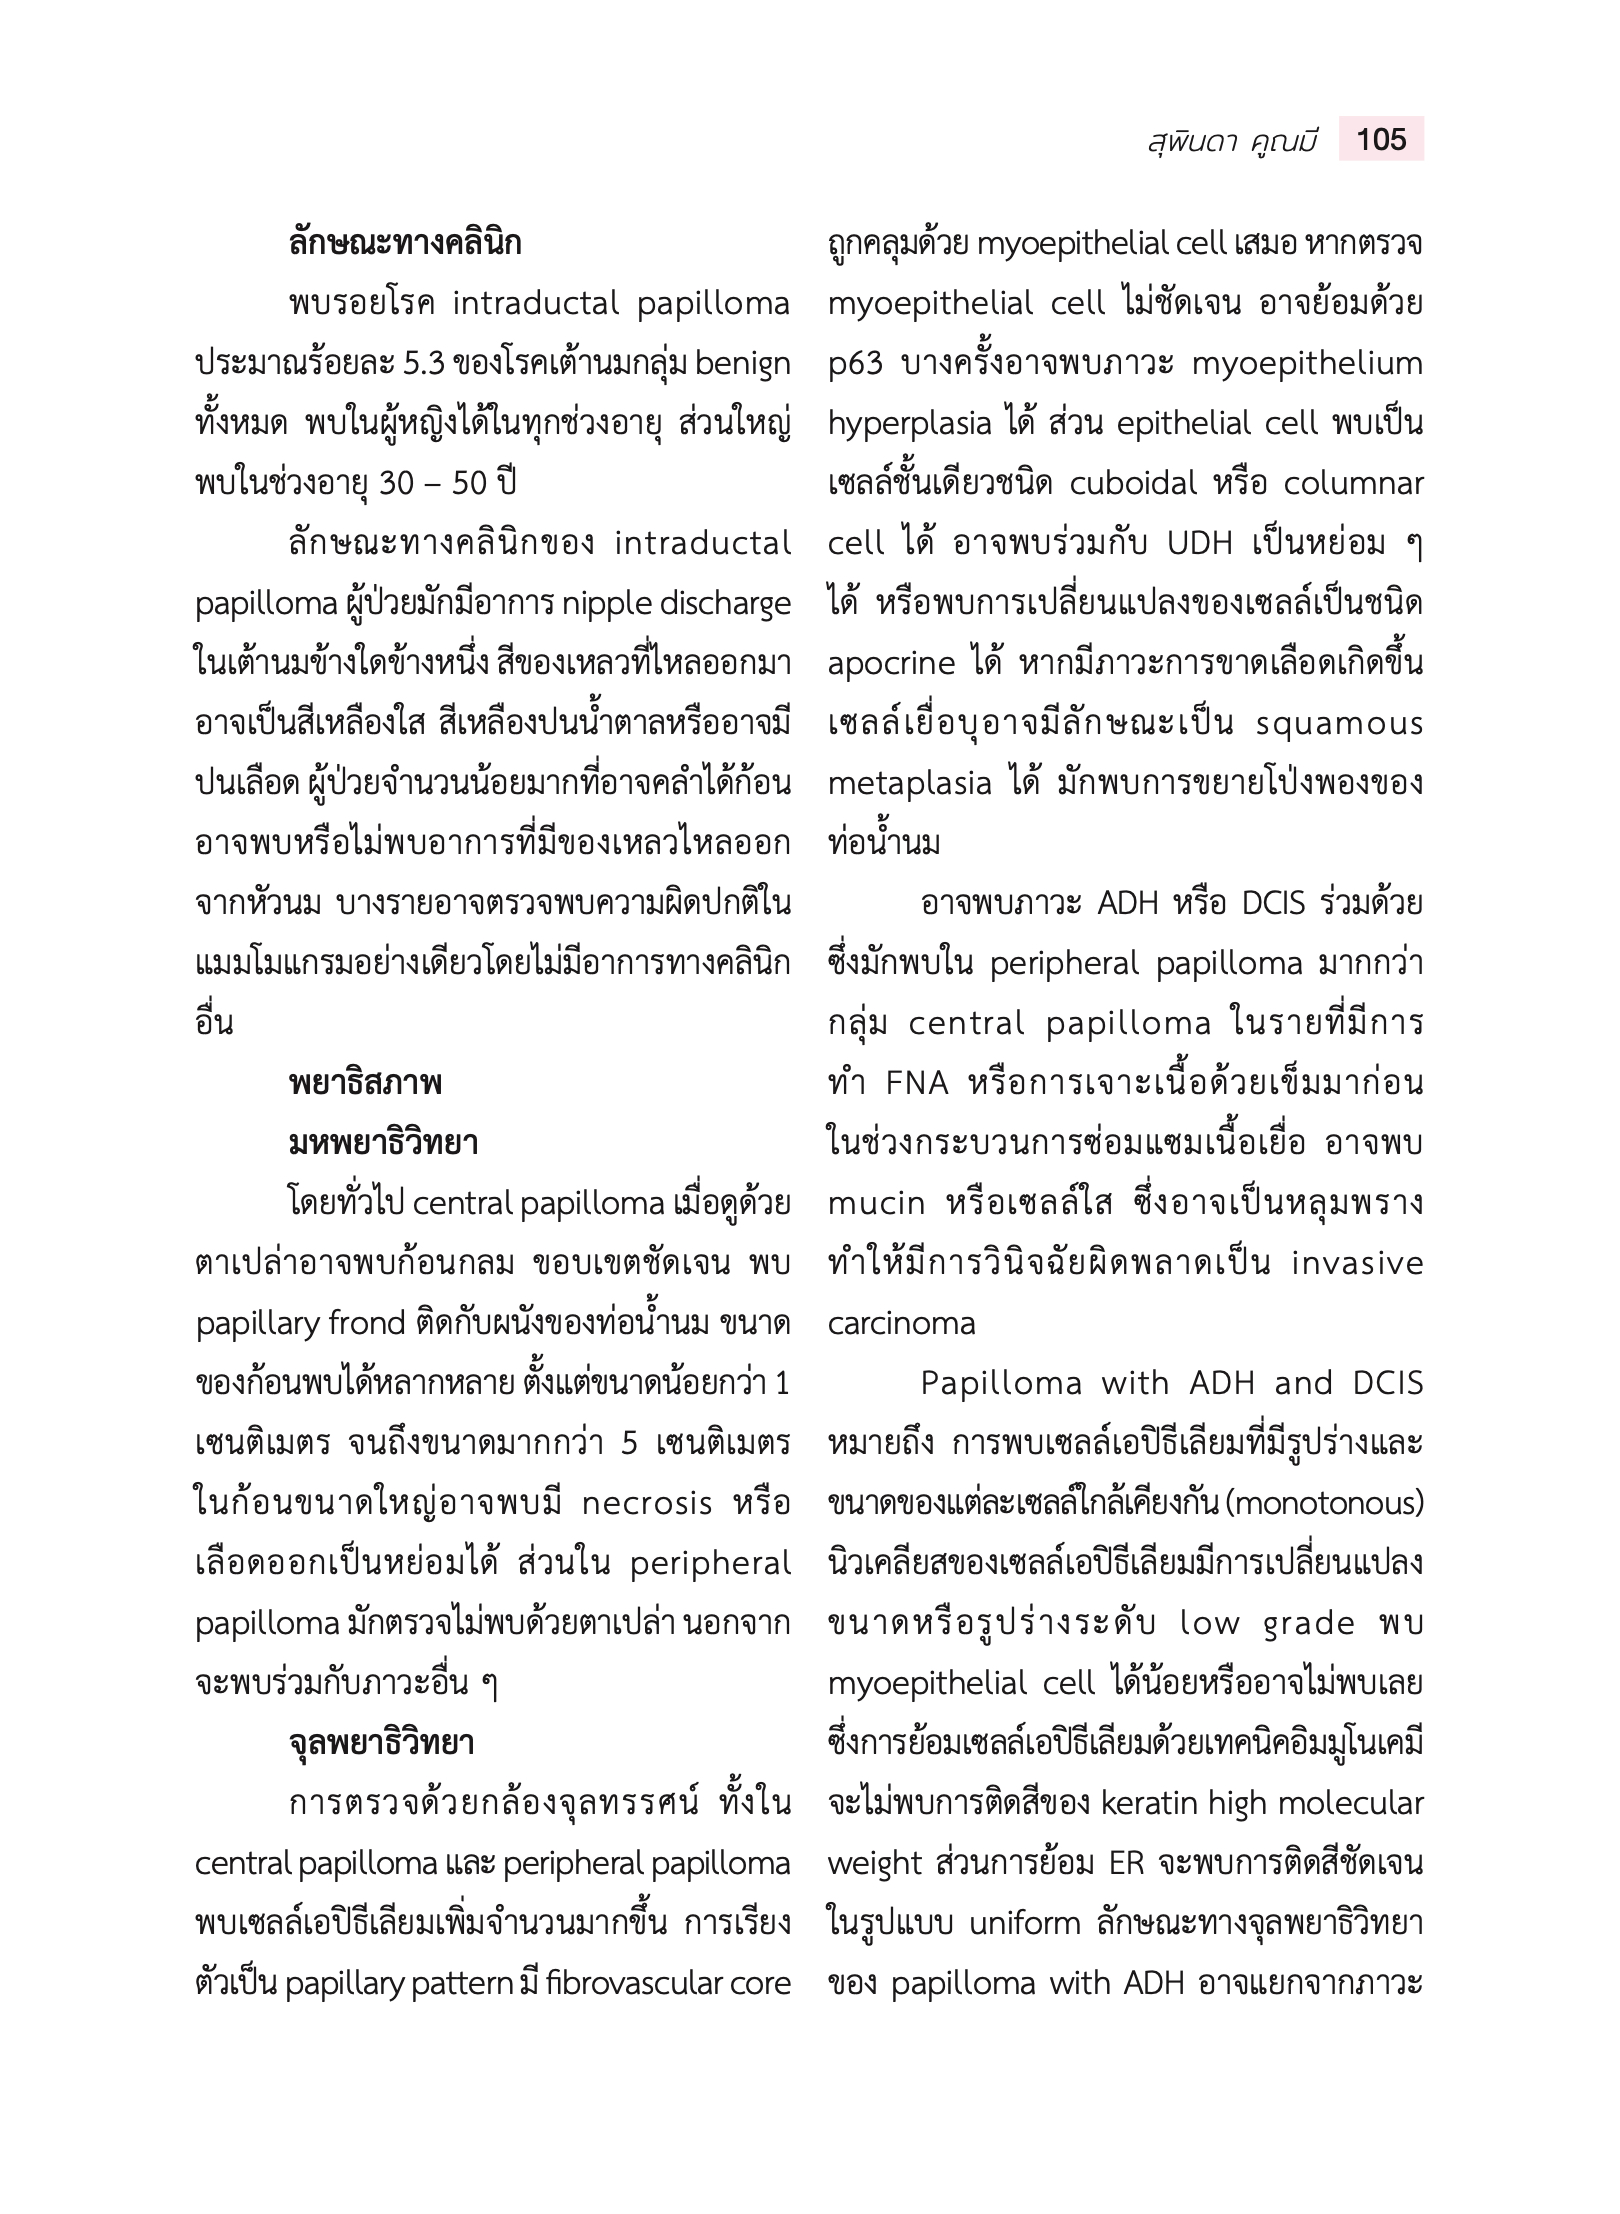 สุพินดา คูณมี 105
ลักษณะทางคลินิก
พบรอยโรค intraductal papilloma
ประมาณร้อยละ 5.3 ของโรคเต้านมกลุ่ม benign
ทั้งหมด พบในผู้หญิงได้ในทุกช่วงอายุ ส่วนใหญ่
พบในช่วงอายุ 30 – 50 ปี
ลักษณะทางคลินิกของ intraductal
papilloma ผู้ป่วยมักมีอาการ nipple discharge
ในเต้านมข้างใดข้างหนึ่ง สีของเหลวที่ไหลออกมา
อาจเป็นสีเหลืองใส สีเหลืองปนน้ำตาลหรืออาจมี
ปนเลือด ผู้ป่วยจำนวนน้อยมากที่อาจคลำได้ก้อน
อาจพบหรือไม่พบอาการที่มีของเหลวไหลออก
จากหัวนม บางรายอาจตรวจพบความผิดปกติใน
แมมโมแกรมอย่างเดียวโดยไม่มีอาการทางคลินิก
อื่น
พยาธิสภาพ
มหพยาธิวิทยา
โดยทั่วไป central papilloma เมื่อดูด้วย
ตาเปล่าอาจพบก้อนกลม ขอบเขตชัดเจน พบ
papillary frond ติดกับผนังของท่อน้ำนม ขนาด
ของก้อนพบได้หลากหลาย ตั้งแต่ขนาดน้อยกว่า 1
เซนติเมตร จนถึงขนาดมากกว่า 5 เซนติเมตร
ในก้อนขนาดใหญ่อาจพบมี necrosis หรือ
เลือดออกเป็นหย่อมได้ ส่วนใน peripheral
papilloma มักตรวจไม่พบด้วยตาเปล่า นอกจาก
จะพบร่วมกับภาวะอื่น ๆ
จุลพยาธิวิทยา
การตรวจด้วยกล้องจุลทรรศน์ ทั้งใน
central papilloma และ peripheral papilloma
พบเซลล์เอปิธีเลียมเพิ่มจำนวนมากขึ้น การเรียง
ตัวเป็น papillary pattern มี fibrovascular core
ถูกคลุมด้วย myoepithelial cell เสมอ หากตรวจ
myoepithelial cell ไม่ชัดเจน อาจย้อมด้วย
p63 บางครั้งอาจพบภาวะ myoepithelium
hyperplasia ได้ ส่วน epithelial cell พบเป็น
เซลล์ชั้นเดียวชนิด cuboidal หรือ columnar
cell ได้ อาจพบร่วมกับ UDH เป็นหย่อม ๆ
ได้ หรือพบการเปลี่ยนแปลงของเซลล์เป็นชนิด
apocrine ได้ หากมีภาวะการขาดเลือดเกิดขึ้น
เซลล์เยื่อบุอาจมีลักษณะเป็น squamous
metaplasia ได้ มักพบการขยายโป่งพองของ
ท่อน้ำนม
อาจพบภาวะ ADH หรือ DCIS ร่วมด้วย
ซึ่งมักพบใน peripheral papilloma มากกว่า
กลุ่ม central papilloma ในรายที่มีการ
ทำ FNA หรือการเจาะเนื้อด้วยเข็มมาก่อน
ในช่วงกระบวนการซ่อมแซมเนื้อเยื่อ อาจพบ
mucin หรือเซลล์ใส ซึ่งอาจเป็นหลุมพราง
ทำให้มีการวินิจฉัยผิดพลาดเป็น invasive
carcinoma
Papilloma with ADH and DCIS
หมายถึง การพบเซลล์เอปิธีเลียมที่มีรูปร่างและ
ขนาดของแต่ละเซลล์ใกล้เคียงกัน (monotonous)
นิวเคลียสของเซลล์เอปิธีเลียมมีการเปลี่ยนแปลง
ขนาดหรือรูปร่างระดับ low grade พบ
myoepithelial cell ได้น้อยหรืออาจไม่พบเลย
ซึ่งการย้อมเซลล์เอปิธีเลียมด้วยเทคนิคอิมมูโนเคมี
จะไม่พบการติดสีของ keratin high molecular
weight ส่วนการย้อม ER จะพบการติดสีชัดเจน
ในรูปแบบ uniform ลักษณะทางจุลพยาธิวิทยา
ของ papilloma with ADH อาจแยกจากภาวะ